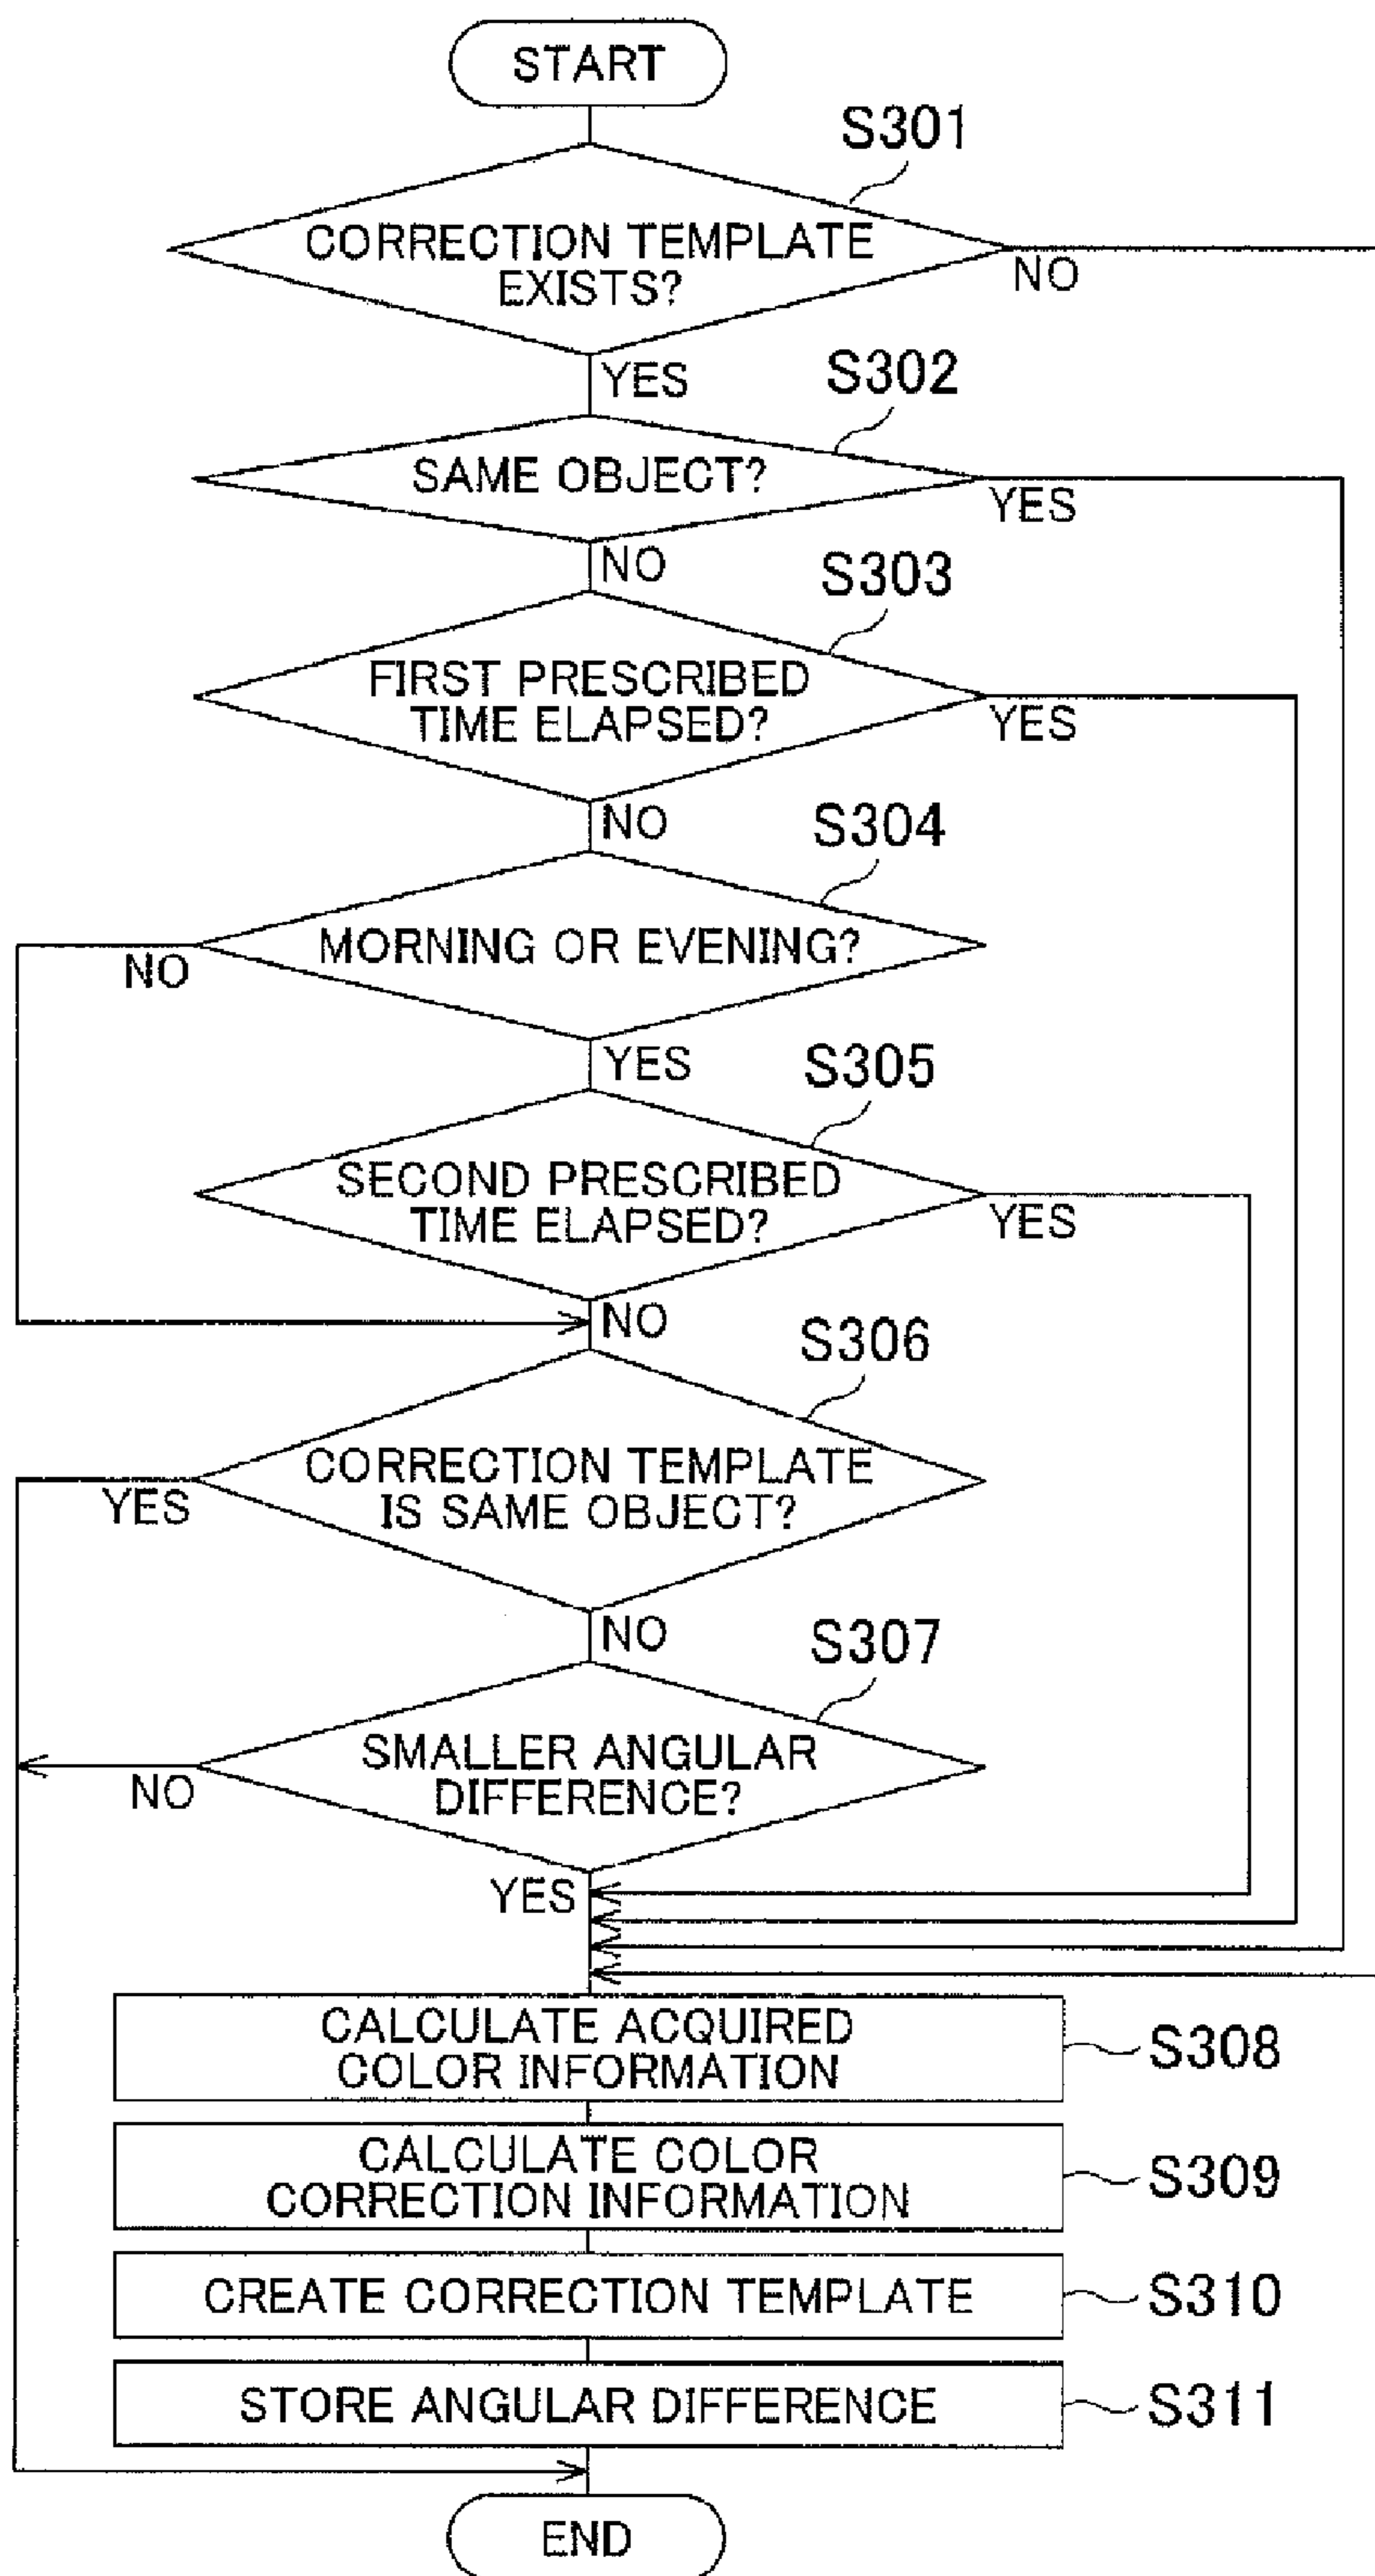 START
S301
CORRECTION TEMPLATE
EXISTS?
NO
YES
S302
SAME OBJECT?
YES
NO
S303
FIRST PRESCRIBED
TIME ELAPSED?
YES
NO
S304
MORNING OR EVENING?
NO
YES
S305
SECOND PRESCRIBED
TIME ELAPSED?
YES
NO
S306
CORRECTION TEMPLATE
IS SAME OBJECT?
YES
NO
S307
SMALLER ANGULAR
DIFFERENCE?
NO
YES
CALCULATE ACQUIRED
COLOR INFORMATION
S308
CALCULATE COLOR
CORRECTION INFORMATION
S309
CREATE CORRECTION TEMPLATE
S310
STORE ANGULAR DIFFERENCE
S311
END